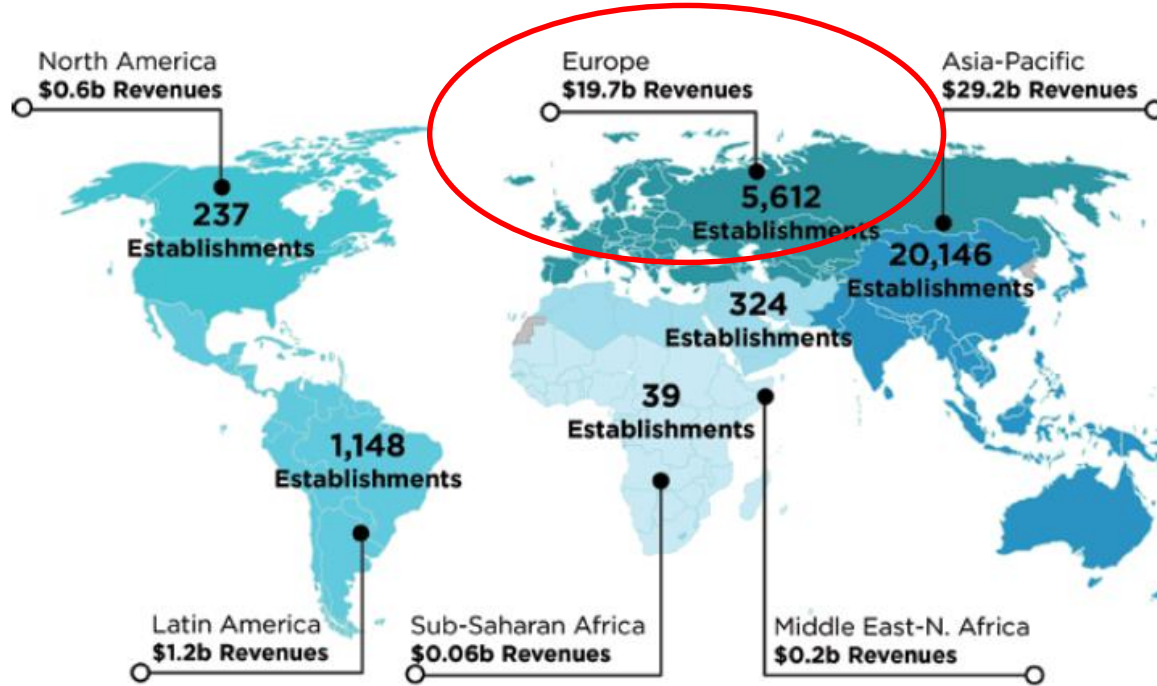 North America
$0.6b Revenues
Europe
$19.7b Revenues
Asia-Pacific
$29.2b Revenues
237
Establishments
5,612
Establishments
20,146
Establishments
324
Establishments
39
Establishments
1,148
Establishments
Latin America
$1.2b Revenues
Sub-Saharan Africa
$0.06b Revenues
Middle East-N. Africa
$0.2b Revenues